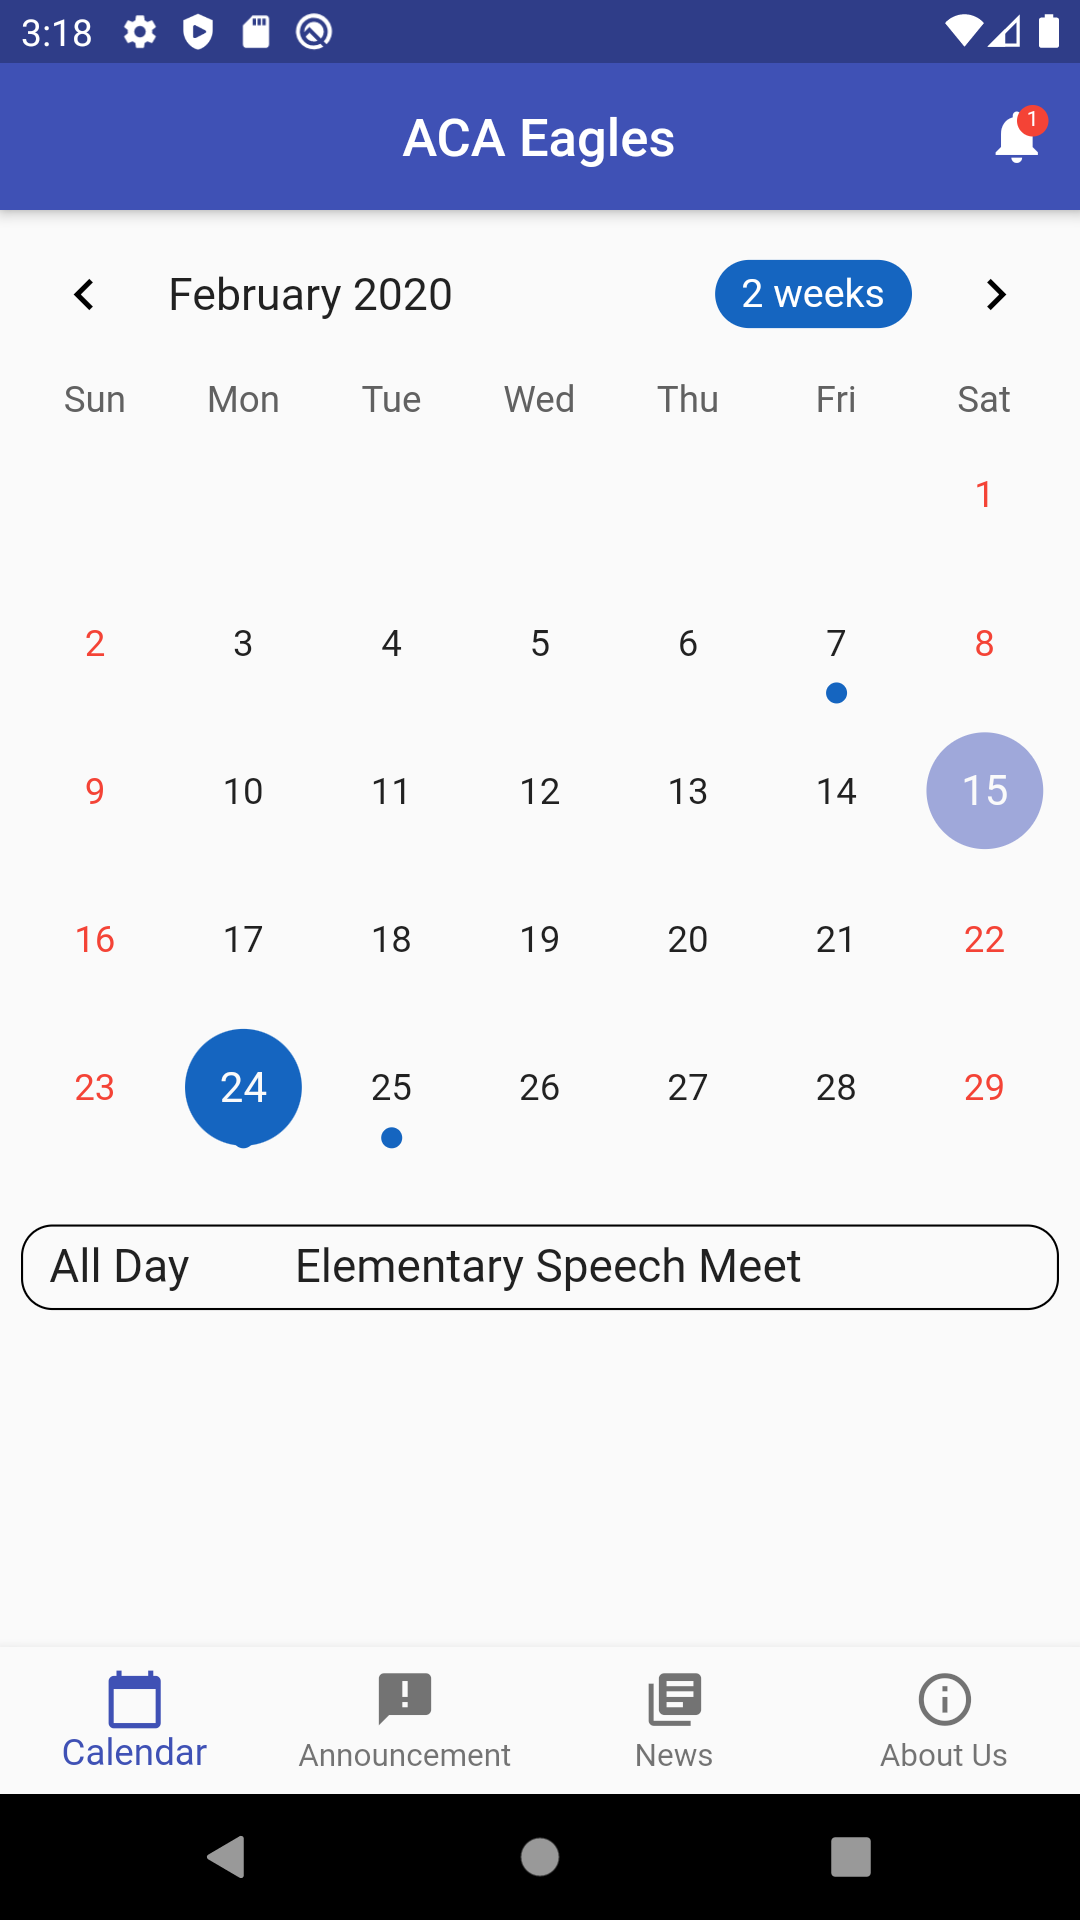 3:18
ACA Eagles
1
February 2020
2 weeks
Sun Mon Tue Wed Thu Fri Sat
1
2 3 4 5 6 7 8
9 10 11 12 13 14 15
16 17 18 19 20 21 22
23 24 25 26 27 28 29
All Day Elementary Speech Meet
Calendar Announcement News About Us